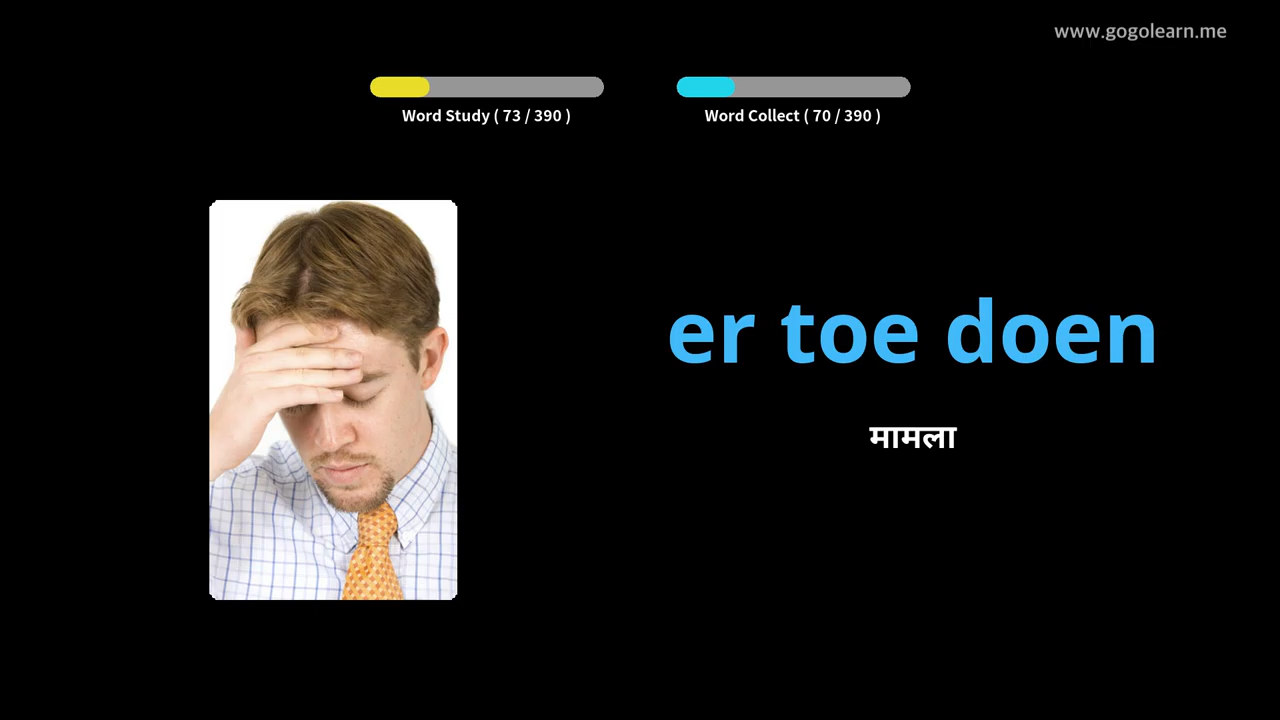 www.gogolearn.me
Word Study ( 73 / 390 )
Word Collect ( 70 / 390 )
er toe doen
मामला